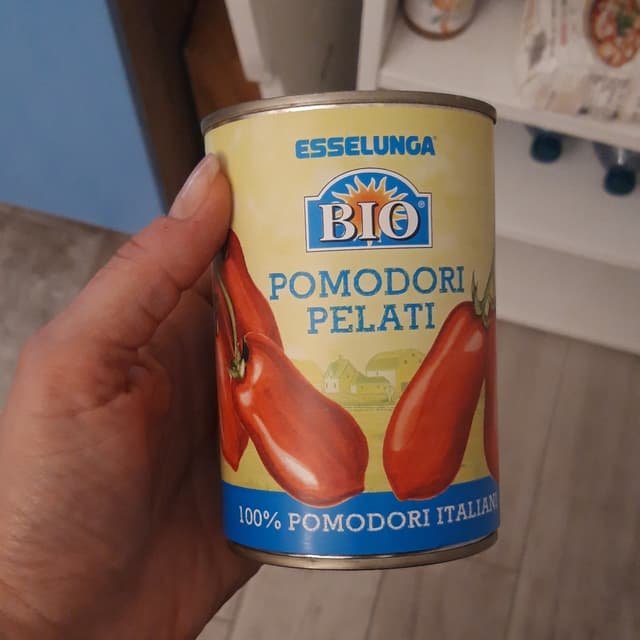 ESSELUNGA®
BIO®
POMODORI
PELATI
100% POMODORI ITALIANI